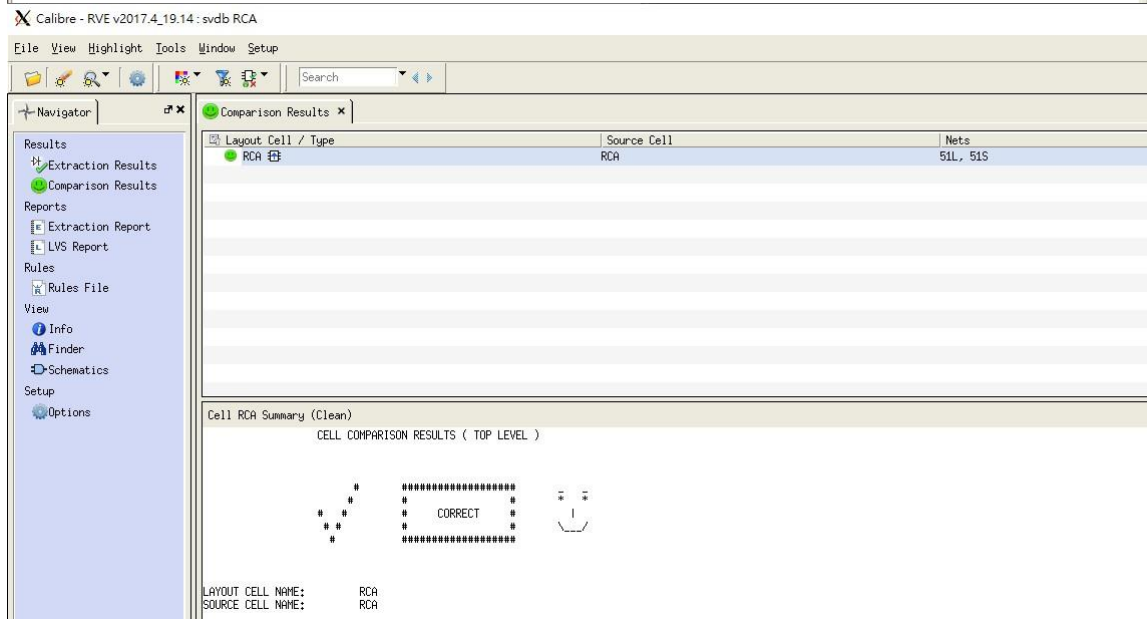 Calibre - RVE v2017.4_19.14 : svdb RCA
File View Highlight Tools Window Setup
Search
Navigator
Comparison Results
Layout Cell / Type Source Cell Nets
RCA RCA 51L, 51S
Results
Extraction Results
Comparison Results
Reports
Extraction Report
LVS Report
Rules
Rules File
View
Info
Finder
Schematics
Setup
Options
Cell RCA Summary (Clean)
CELL COMPARISON RESULTS ( TOP LEVEL )
CORRECT
LAYOUT CELL NAME: RCA
SOURCE CELL NAME: RCA